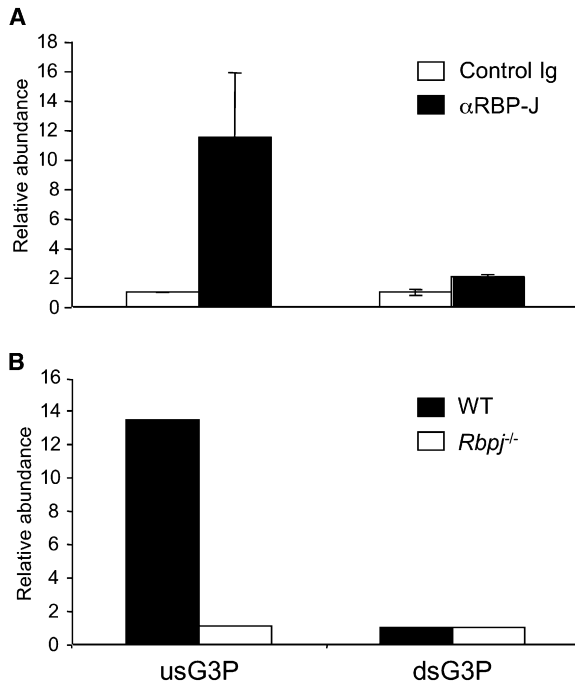 A
18
16
14
12
10
8
6
4
2
0
Relative abundance
Control Ig
αRBP-J
B
16
14
12
10
8
6
4
2
0
Relative abundance
WT
Rbpj-/-
usG3P dsG3P